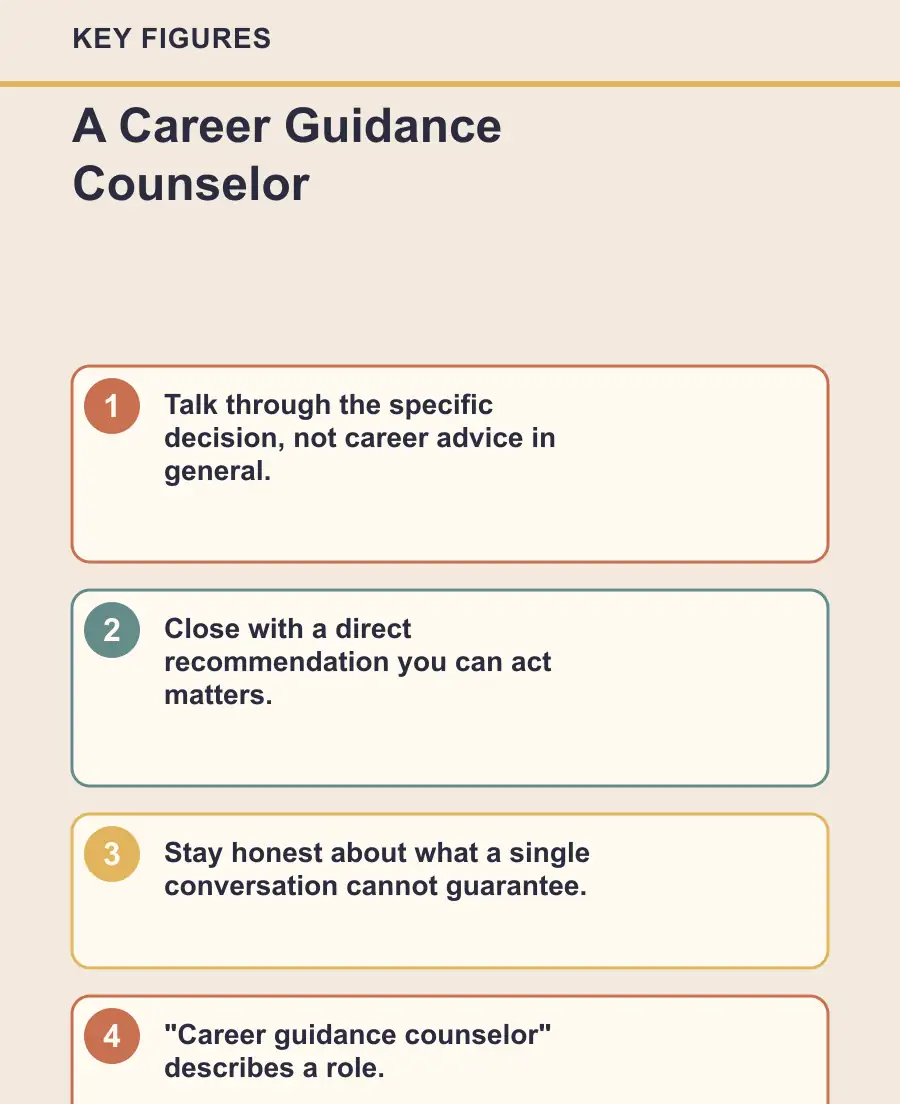 KEY FIGURES
A Career Guidance
Counselor
1
Talk through the specific
decision, not career advice in
general.
2
Close with a direct
recommendation you can act
matters.
3
Stay honest about what a single
conversation cannot guarantee.
4
"Career guidance counselor"
describes a role.